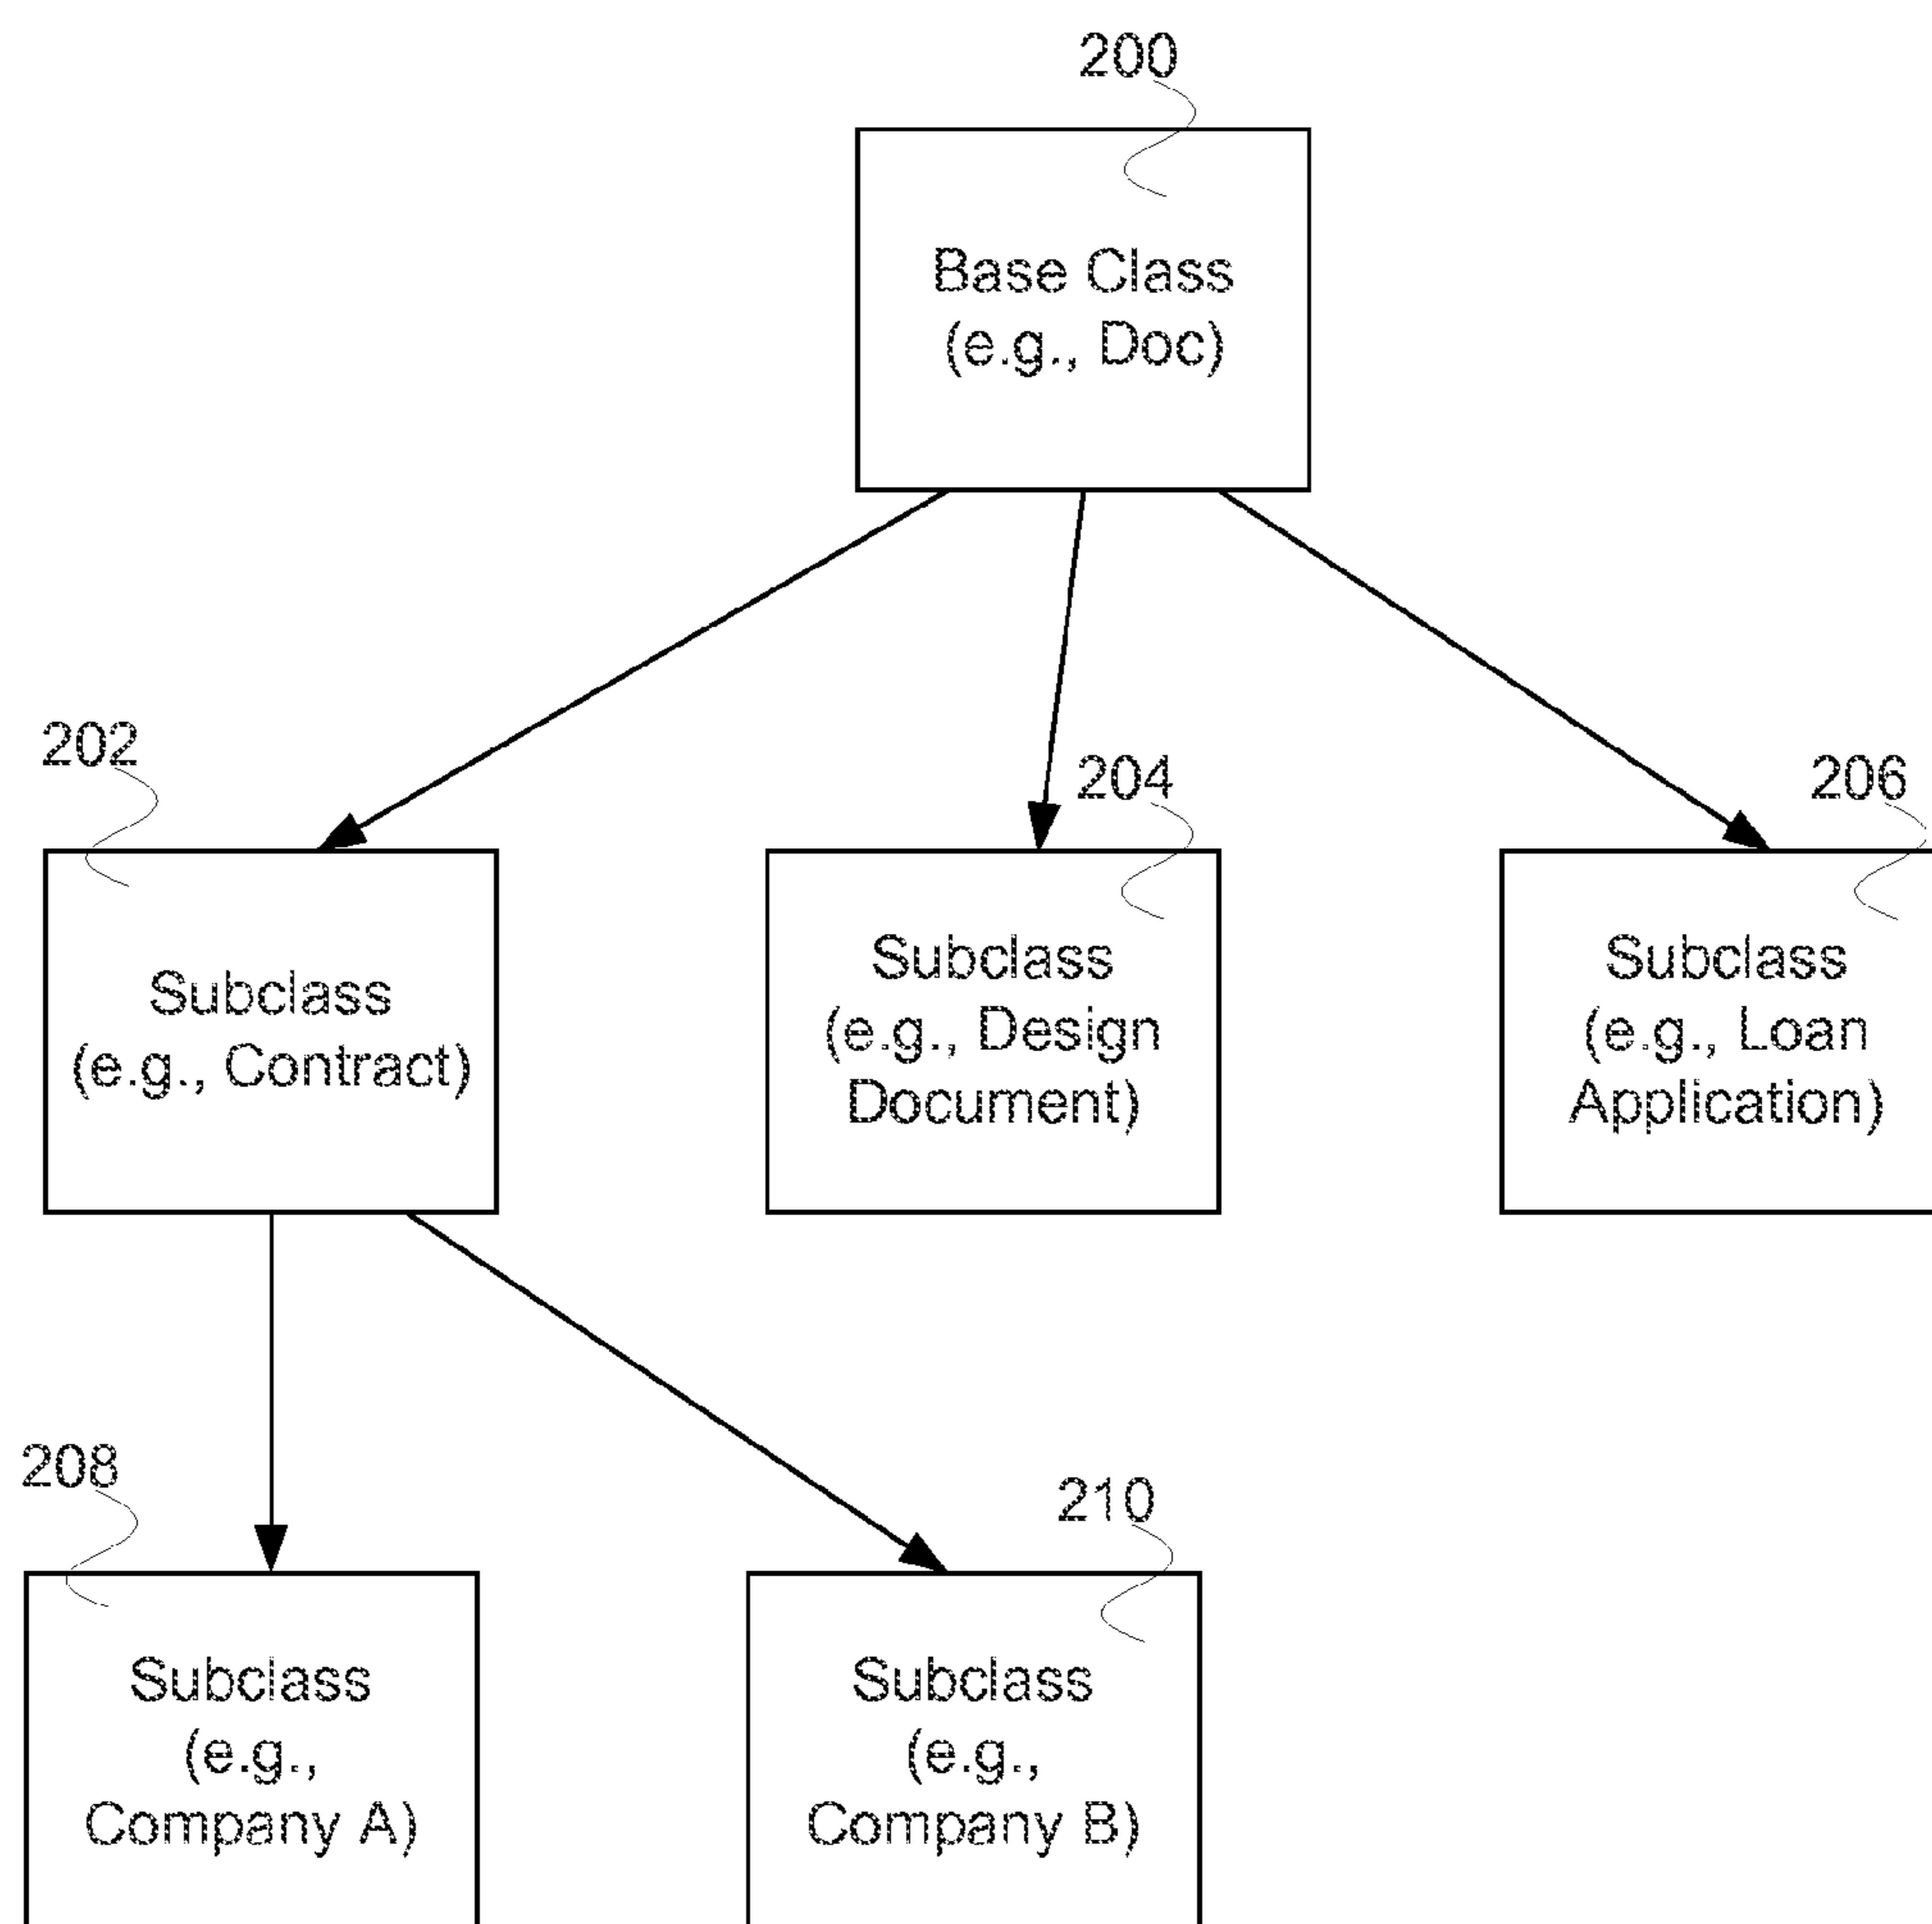 200
Base Class
(e.g., Doc)
202
204
206
Subclass
(e.g., Contract)
Subclass
(e.g., Design
Document)
Subclass
(e.g., Loan
Application)
208
210
Subclass
(e.g.,
Company A)
Subclass
(e.g.,
Company B)